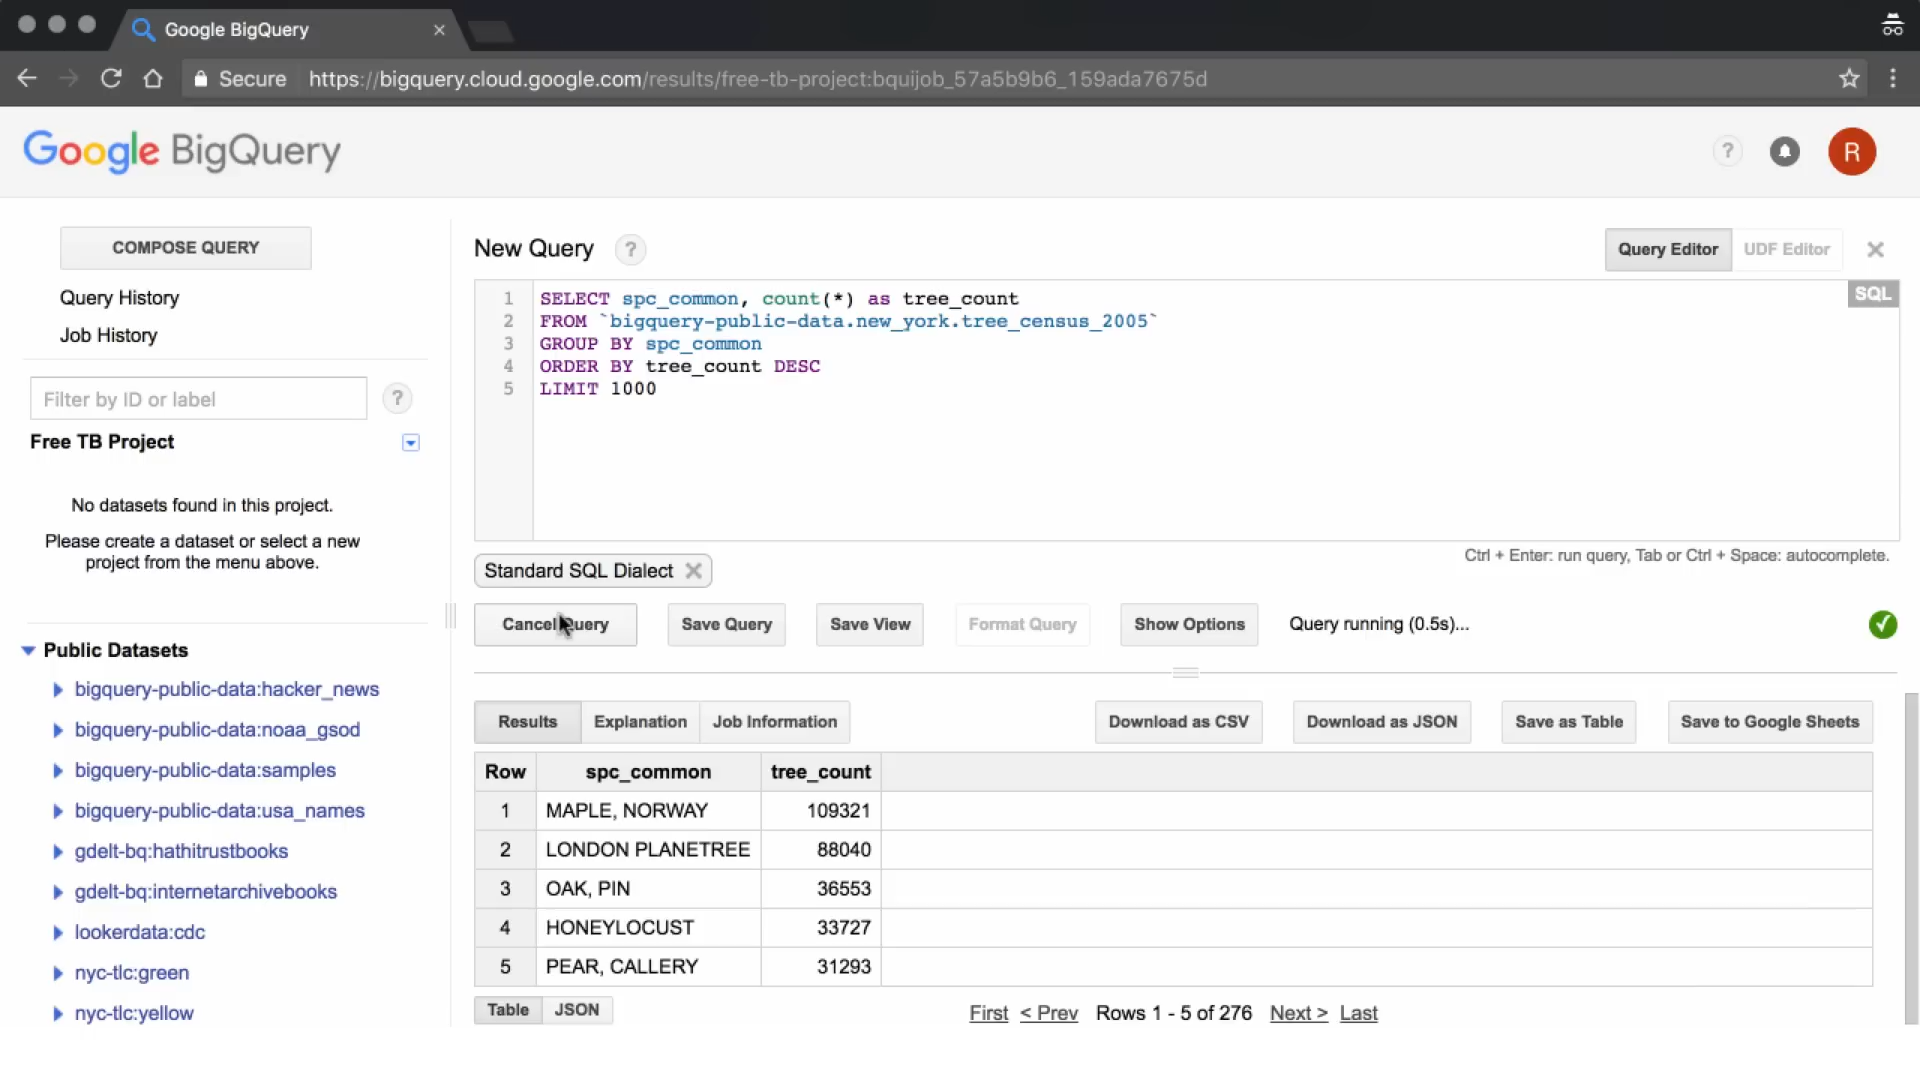 Google BigQuery
Secure https://bigquery.cloud.google.com/results/free-tb-project:bquijob_57a5b9b6_159ada7675d
Google BigQuery
?
R
COMPOSE QUERY
Query History
Job History
Filter by ID or label
?
Free TB Project
No datasets found in this project.
Please create a dataset or select a new
project from the menu above.
Public Datasets
bigquery-public-data:hacker_news
bigquery-public-data:noaa_gsod
bigquery-public-data:samples
bigquery-public-data:usa_names
gdelt-bq:hathitrustbooks
gdelt-bq:internetarchivebooks
lookerdata:cdc
nyc-tlc:green
nyc-tlc:yellow
New Query ?
Query Editor UDF Editor
SQL
1 SELECT spc_common, count(*) as tree_count
2 FROM `bigquery-public-data.new_york.tree_census_2005`
3 GROUP BY spc_common
4 ORDER BY tree_count DESC
5 LIMIT 1000
Ctrl + Enter: run query, Tab or Ctrl + Space: autocomplete.
Standard SQL Dialect
Cancel Query Save Query Save View Format Query Show Options Query running (0.5s)...
Results Explanation Job Information Download as CSV Download as JSON Save as Table Save to Google Sheets
Row spc_common tree_count
1 MAPLE, NORWAY 109321
2 LONDON PLANETREE 88040
3 OAK, PIN 36553
4 HONEYLOCUST 33727
5 PEAR, CALLERY 31293
Table JSON First < Prev Rows 1 - 5 of 276 Next > Last